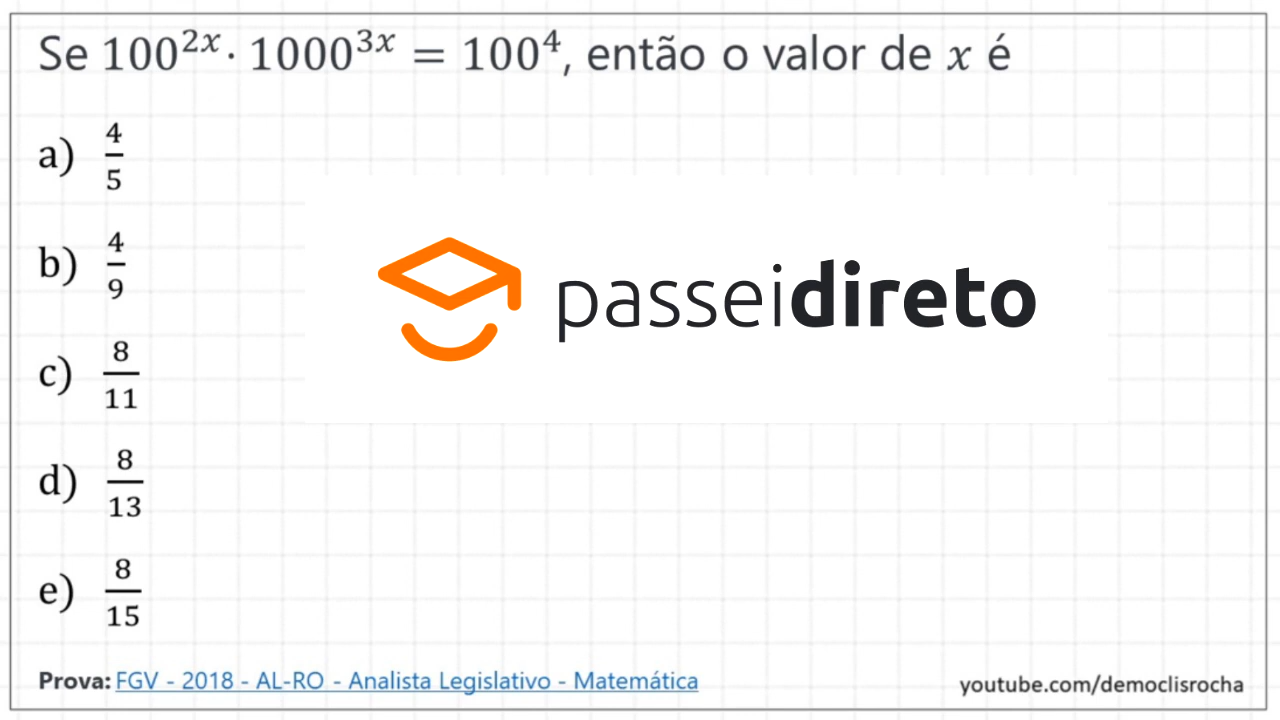 Se 100^{2x} · 1000^{3x} = 100^4, então o valor de x é
a) 4/5
passeidireto
b) 4/9
c) 8/11
d) 8/13
e) 8/15
Prova: FGV - 2018 - AL-RO - Analista Legislativo - Matemática
youtube.com/democlisrocha